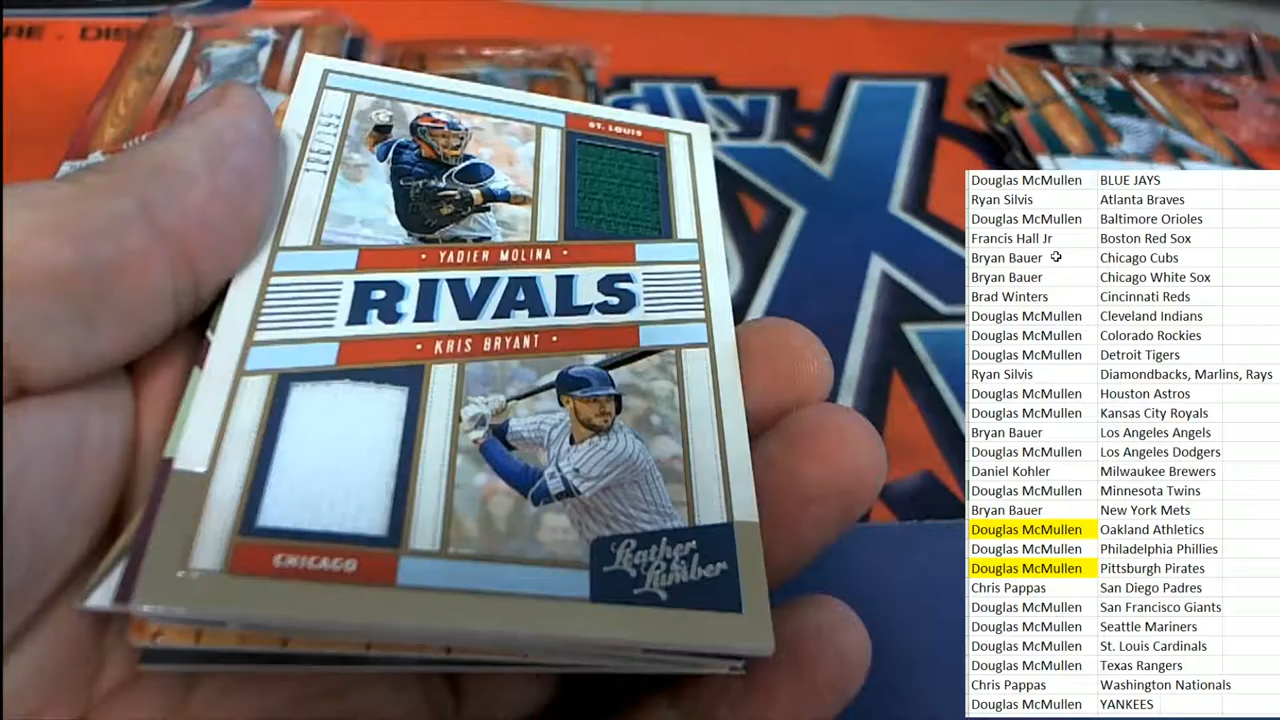 RE - DIS
lly
186/199
ST. LOUIS
• YADIER MOLINA •
RIVALS
• KRIS BRYANT •
CHICAGO
Leather & Lumber
Douglas McMullen BLUE JAYS
Ryan Silvis Atlanta Braves
Douglas McMullen Baltimore Orioles
Francis Hall Jr Boston Red Sox
Bryan Bauer Chicago Cubs
Bryan Bauer Chicago White Sox
Brad Winters Cincinnati Reds
Douglas McMullen Cleveland Indians
Douglas McMullen Colorado Rockies
Douglas McMullen Detroit Tigers
Ryan Silvis Diamondbacks, Marlins, Rays
Douglas McMullen Houston Astros
Douglas McMullen Kansas City Royals
Bryan Bauer Los Angeles Angels
Douglas McMullen Los Angeles Dodgers
Daniel Kohler Milwaukee Brewers
Douglas McMullen Minnesota Twins
Bryan Bauer New York Mets
Douglas McMullen Oakland Athletics
Douglas McMullen Philadelphia Phillies
Douglas McMullen Pittsburgh Pirates
Chris Pappas San Diego Padres
Douglas McMullen San Francisco Giants
Douglas McMullen Seattle Mariners
Douglas McMullen St. Louis Cardinals
Douglas McMullen Texas Rangers
Chris Pappas Washington Nationals
Douglas McMullen YANKEES